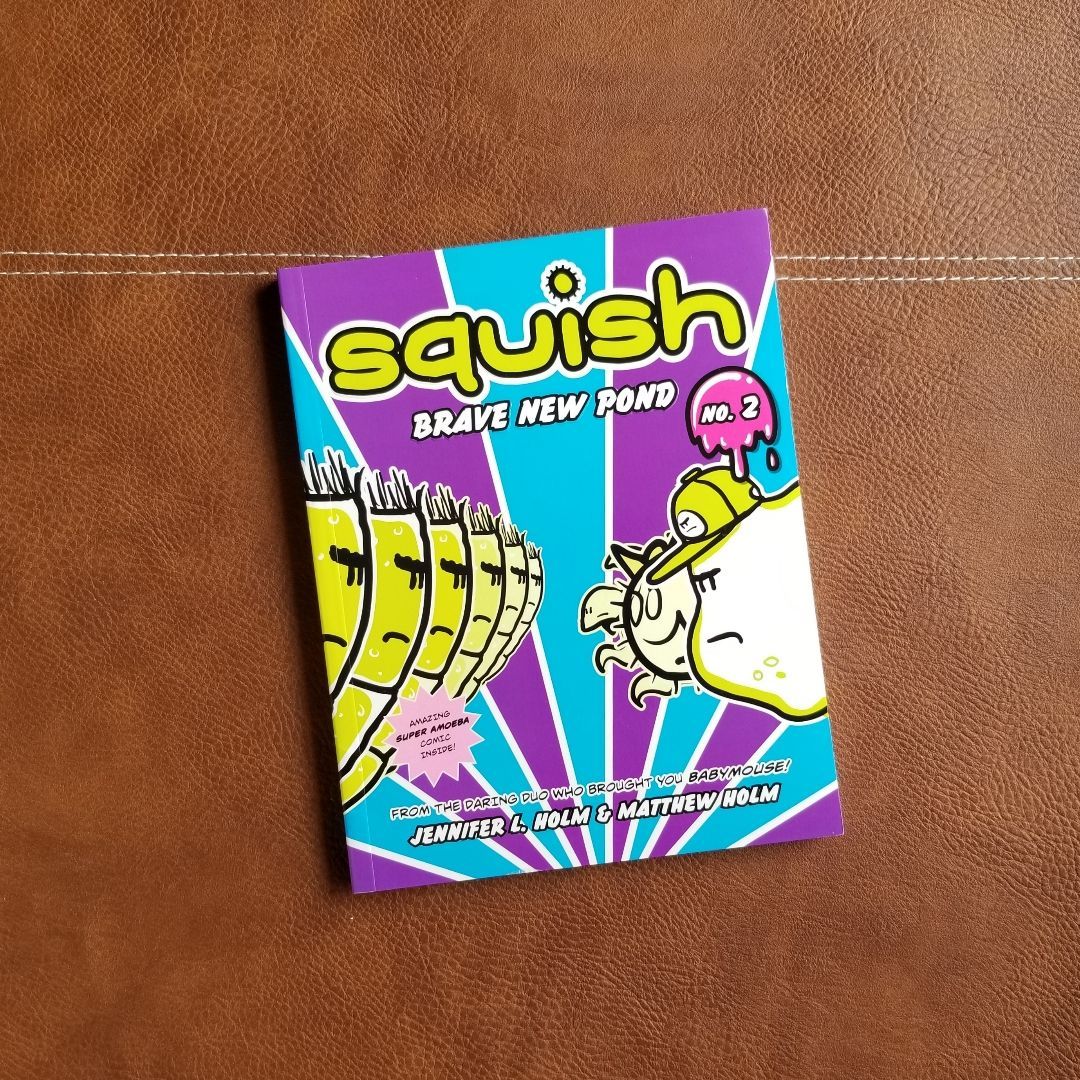 squish
BRAVE NEW POND
NO. 2
AMAZING
SUPER AMOEBA
COMIC
INSIDE!
FROM THE DARING DUO WHO BROUGHT YOU BABYMOUSE!
JENNIFER L. HOLM & MATTHEW HOLM